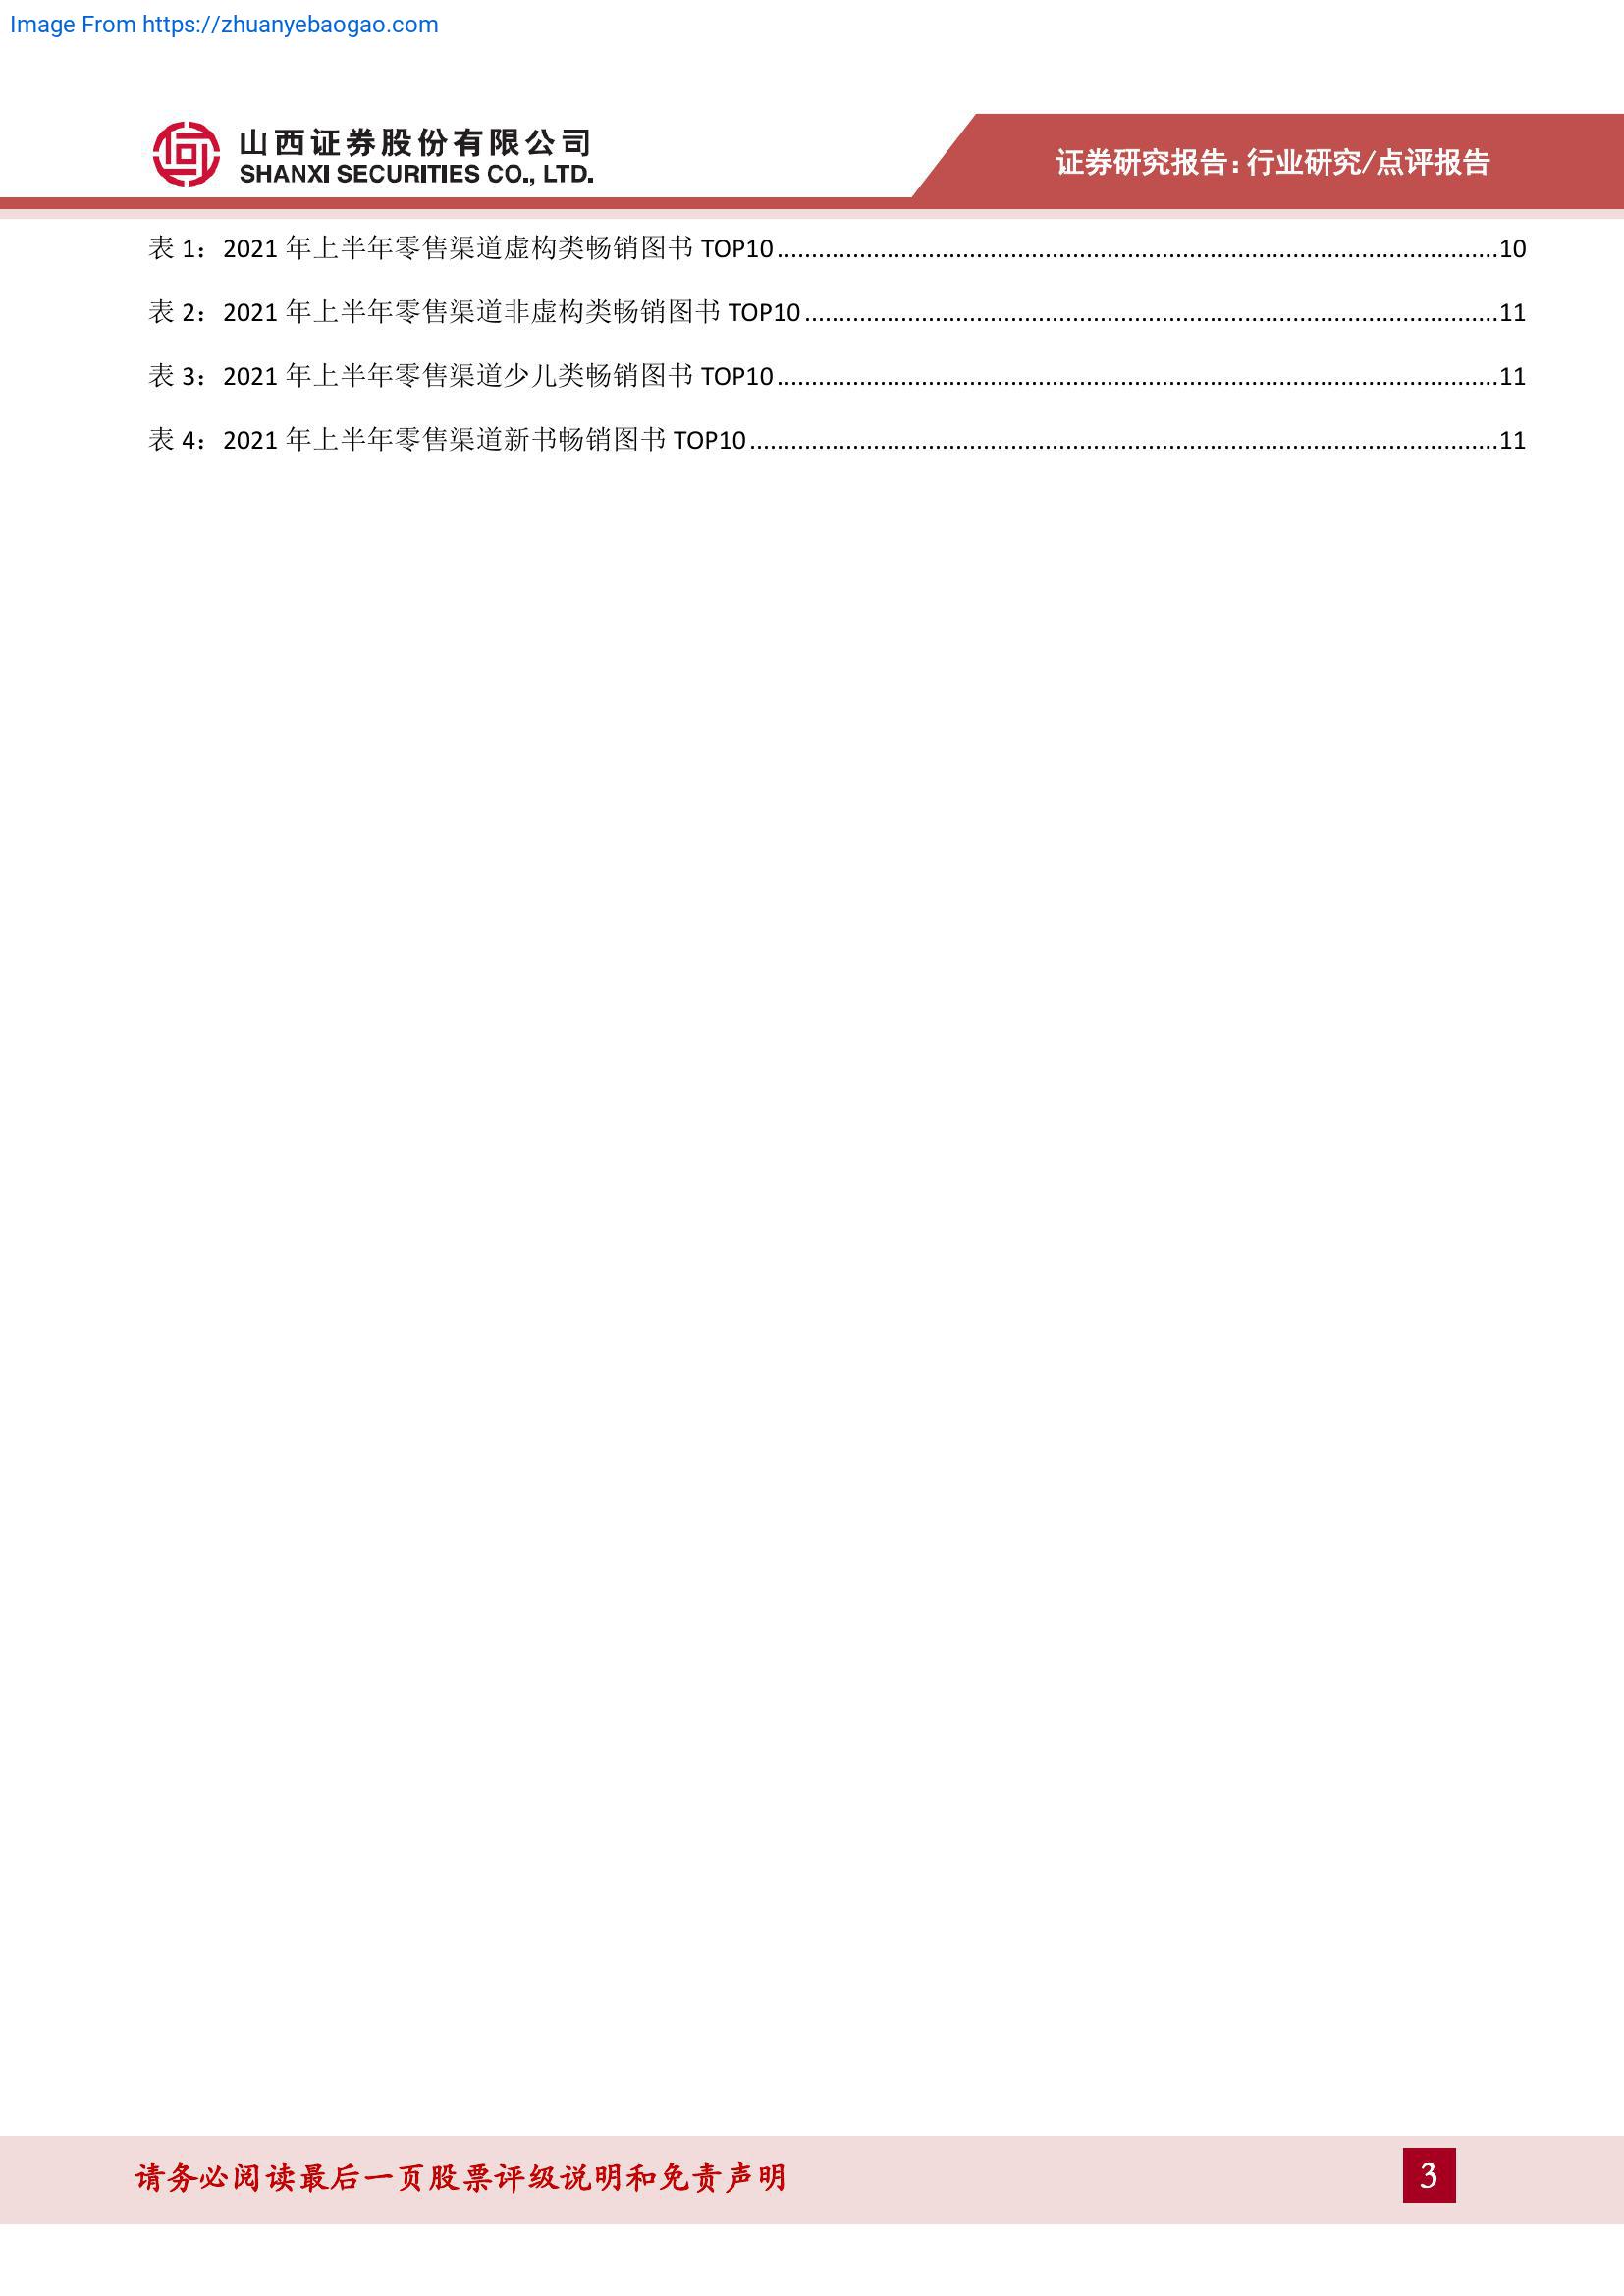 Image From https://zhuanyebaogao.com
山西证券股份有限公司
SHANXI SECURITIES CO., LTD.
证券研究报告:行业研究/点评报告
表 1：2021 年上半年零售渠道虚构类畅销图书 TOP10..........10
表 2：2021 年上半年零售渠道非虚构类畅销图书 TOP10..........11
表 3：2021 年上半年零售渠道少儿类畅销图书 TOP10..........11
表 4：2021 年上半年零售渠道新书畅销图书 TOP10..........11
请务必阅读最后一页股票评级说明和免责声明
3